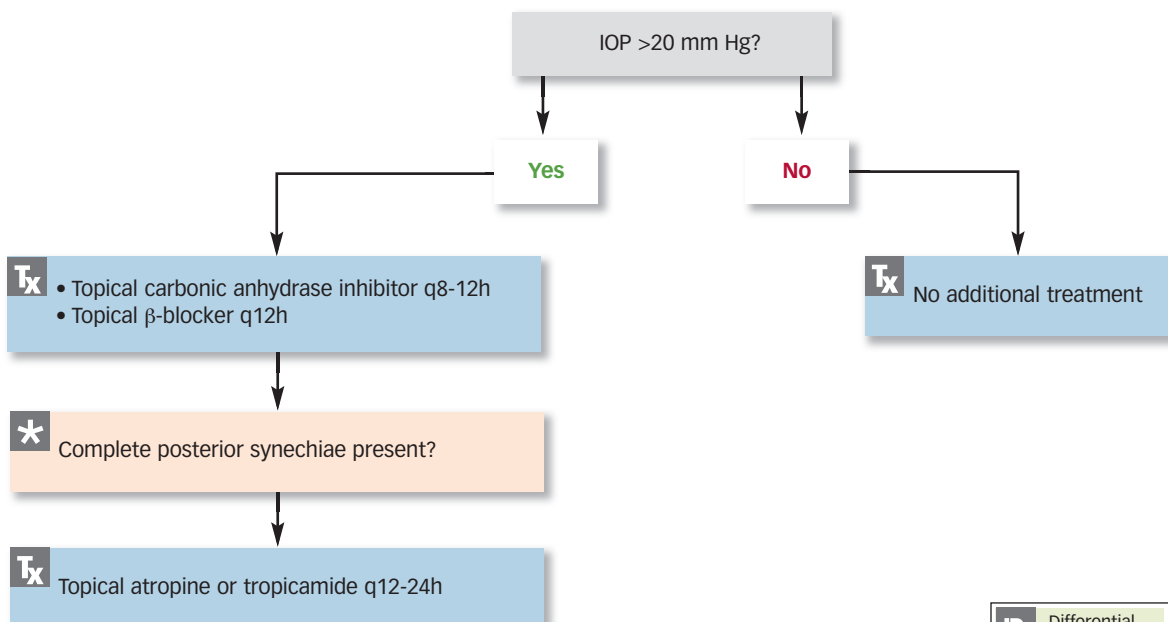 IOP >20 mm Hg?
Yes
No
Tx
• Topical carbonic anhydrase inhibitor q8-12h
• Topical β-blocker q12h
Tx
No additional treatment
*
Complete posterior synechiae present?
Tx
Topical atropine or tropicamide q12-24h
Differential